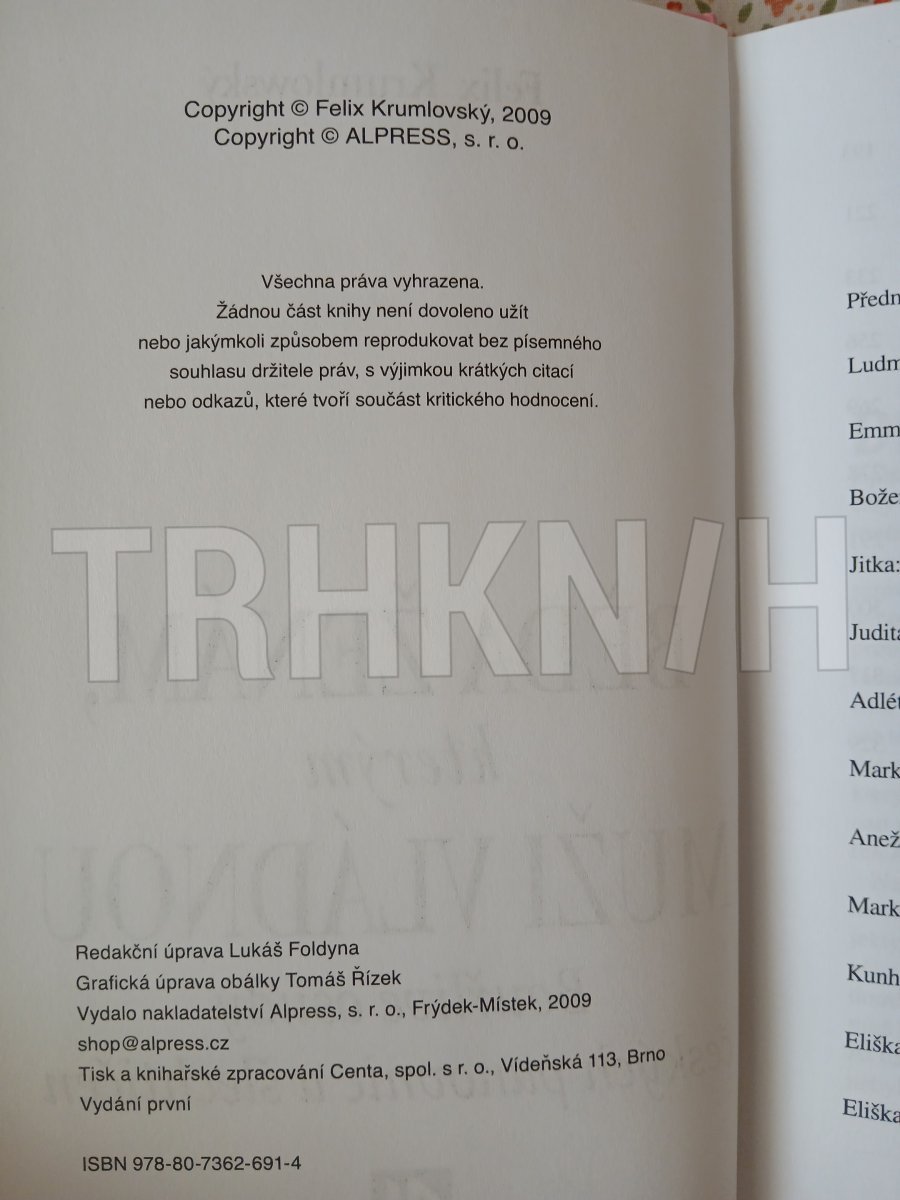 Copyright © Felix Krumlovský, 2009
Copyright © ALPRESS, s. r. o.
Všechna práva vyhrazena.
Žádnou část knihy není dovoleno užít
nebo jakýmkoli způsobem reprodukovat bez písemného
souhlasu držitele práv, s výjimkou krátkých citací
nebo odkazů, které tvoří součást kritického hodnocení.
TRHKNIH
Redakční úprava Lukáš Foldyna
Grafická úprava obálky Tomáš Řízek
Vydalo nakladatelství Alpress, s. r. o., Frýdek-Místek, 2009
shop@alpress.cz
Tisk a knihařské zpracování Centa, spol. s r. o., Vídeňská 113, Brno
Vydání první
ISBN 978-80-7362-691-4
Předm
Ludm
Emm
Bože
Jitka:
Judita
Adlét
Mark
Anež
Mark
Kunh
Eliška
Eliška